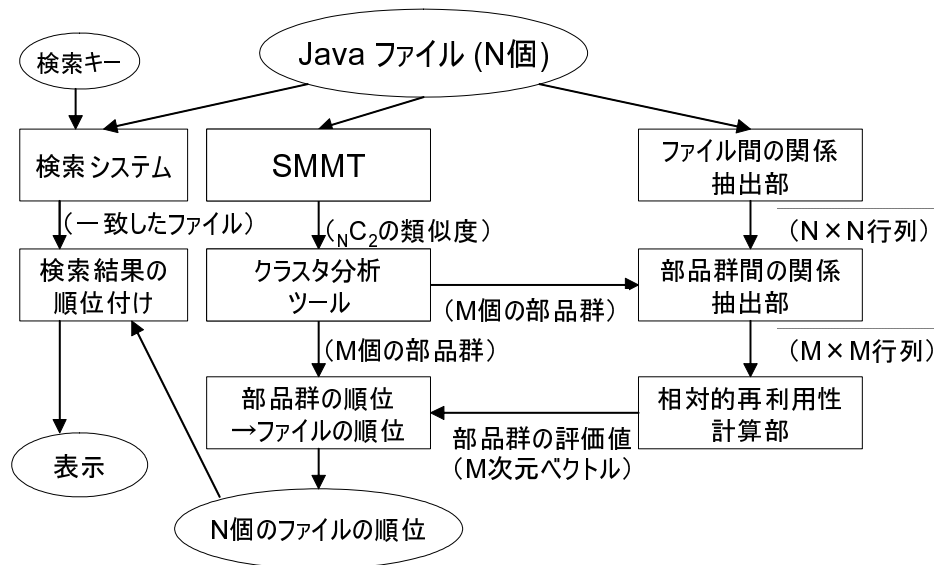 Java ファイル (N個)
検索キー
検索システム
SMMT
ファイル間の関係
抽出部
（一致したファイル）
（NC2の類似度）
（N×N行列）
検索結果の
順位付け
クラスタ分析
ツール
（M個の部品群）
部品群間の関係
抽出部
（M個の部品群）
（M×M行列）
部品群の順位
→ファイルの順位
部品群の評価値
（M次元ベクトル）
相対的再利用性
計算部
表示
N個のファイルの順位